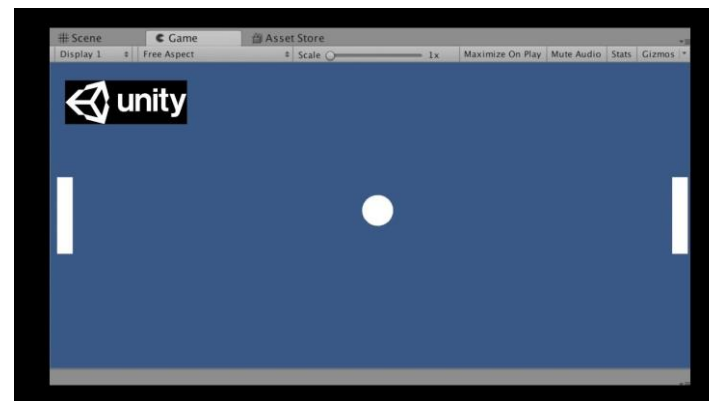 Scene Game Asset Store
Display 1 Free Aspect Scale 1x Maximize On Play Mute Audio Stats Gizmos
unity